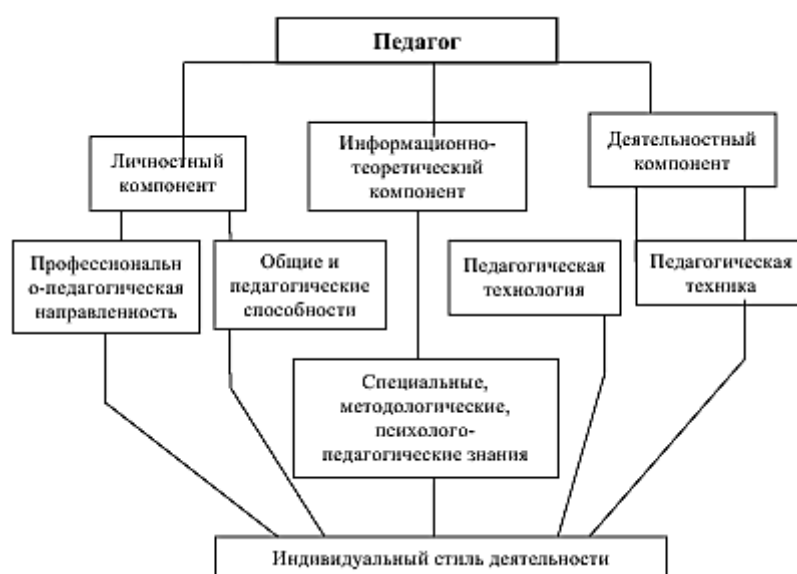 Педагог
Личностный
компонент
Информационно-
теоретический
компонент
Деятельностный
компонент
Профессиональн
о-педагогическая
направленность
Общие и
педагогические
способности
Педагогическая
технология
Педагогическая
техника
Специальные,
методологические,
психолого-
педагогические знания
Индивидуальный стиль деятельности